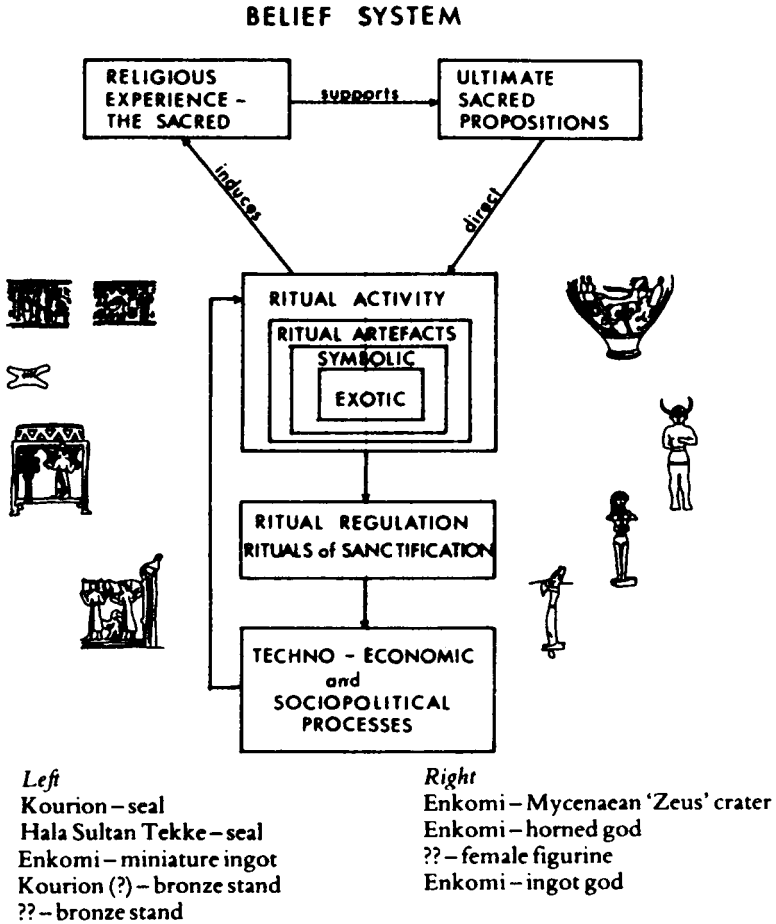 BELIEF SYSTEM
RELIGIOUS
EXPERIENCE –
THE SACRED
supports
ULTIMATE
SACRED
PROPOSITIONS
induces
direct
RITUAL ACTIVITY
RITUAL ARTEFACTS
SYMBOLIC
EXOTIC
RITUAL REGULATION
RITUALS of SANCTIFICATION
TECHNO – ECONOMIC
and
SOCIOPOLITICAL
PROCESSES
Left
Kourion – seal
Hala Sultan Tekke – seal
Enkomi – miniature ingot
Kourion (?) – bronze stand
?? – bronze stand
Right
Enkomi – Mycenaean ‘Zeus’ crater
Enkomi – horned god
?? – female figurine
Enkomi – ingot god